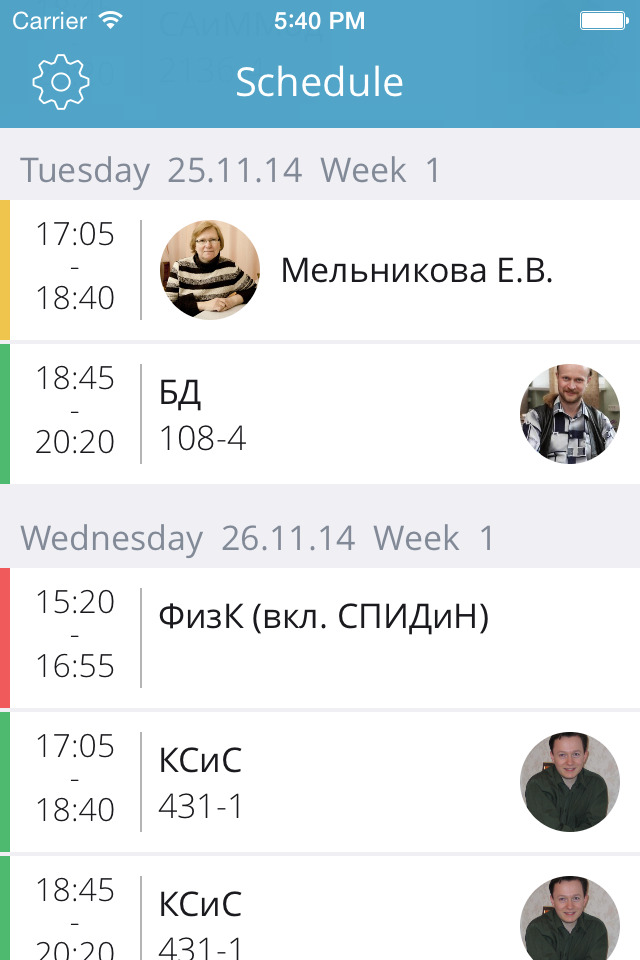 Carrier 5:40 PM
Schedule
Tuesday 25.11.14 Week 1
17:05
-
18:40
Мельникова Е.В.
18:45
-
20:20
БД
108-4
Wednesday 26.11.14 Week 1
15:20
-
16:55
ФизК (вкл. СПИДиН)
17:05
-
18:40
КСиС
431-1
18:45
-
20:20
КСиС
431-1